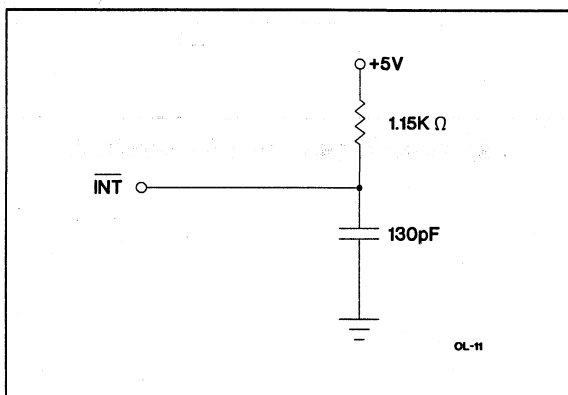 +5V
1.15K Ω
INT
130pF
OL-11